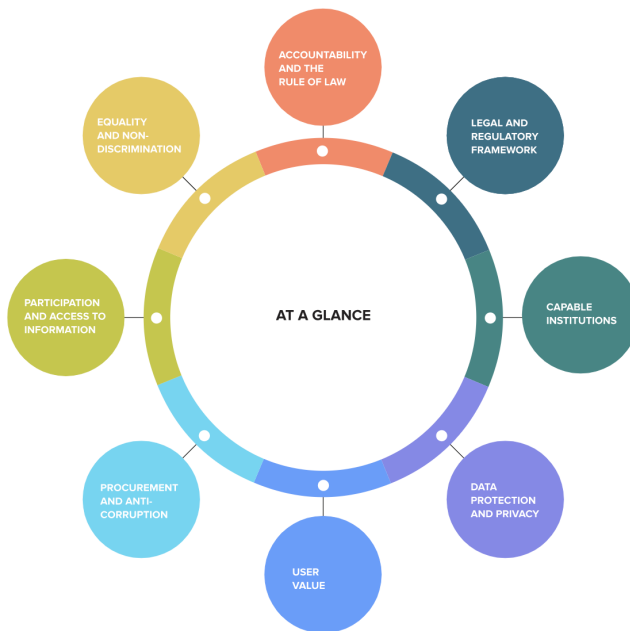 ACCOUNTABILITY
AND THE
RULE OF LAW
LEGAL AND
REGULATORY
FRAMEWORK
CAPABLE
INSTITUTIONS
DATA
PROTECTION
AND PRIVACY
USER
VALUE
PROCUREMENT
AND ANTI-
CORRUPTION
PARTICIPATION
AND ACCESS TO
INFORMATION
EQUALITY
AND NON-
DISCRIMINATION
AT A GLANCE